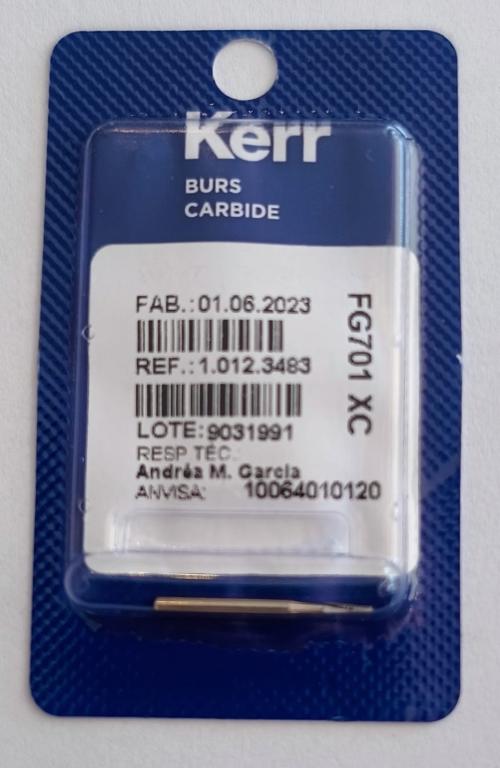 Kerr
BURS
CARBIDE
FAB.:01.06.2023
REF.:1.012.3483
LOTE:9031991
RESP TÉC.
Andréa M. Garcia
ANVISA: 10064010120
FG701 XC